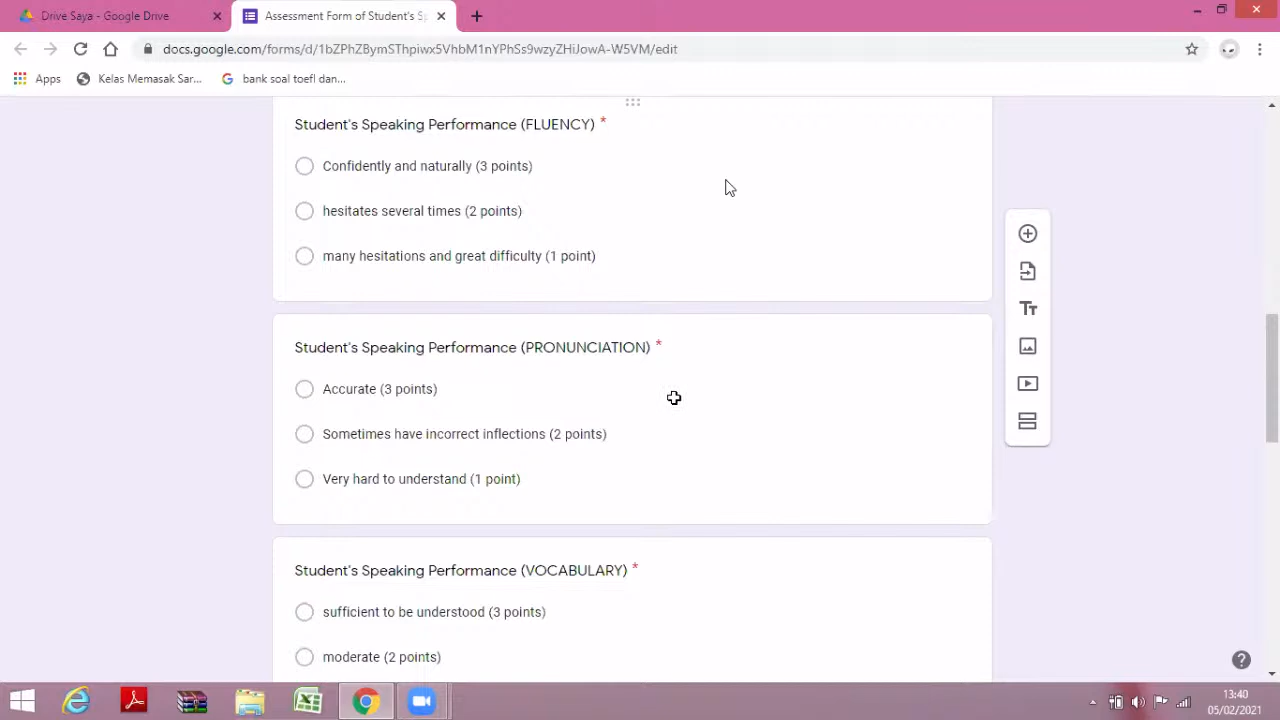 Drive Saya - Google Drive
Assessment Form of Student's Sp
docs.google.com/forms/d/1bZPhZBymSThpiwx5VhbM1nYPhSs9wzyZHiJowA-W5VM/edit
Apps
Kelas Memasak Sar...
bank soal toefl dan...
Student's Speaking Performance (FLUENCY) *
Confidently and naturally (3 points)
hesitates several times (2 points)
many hesitations and great difficulty (1 point)
Student's Speaking Performance (PRONUNCIATION) *
Accurate (3 points)
Sometimes have incorrect inflections (2 points)
Very hard to understand (1 point)
Student's Speaking Performance (VOCABULARY) *
sufficient to be understood (3 points)
moderate (2 points)
13:40
05/02/2021